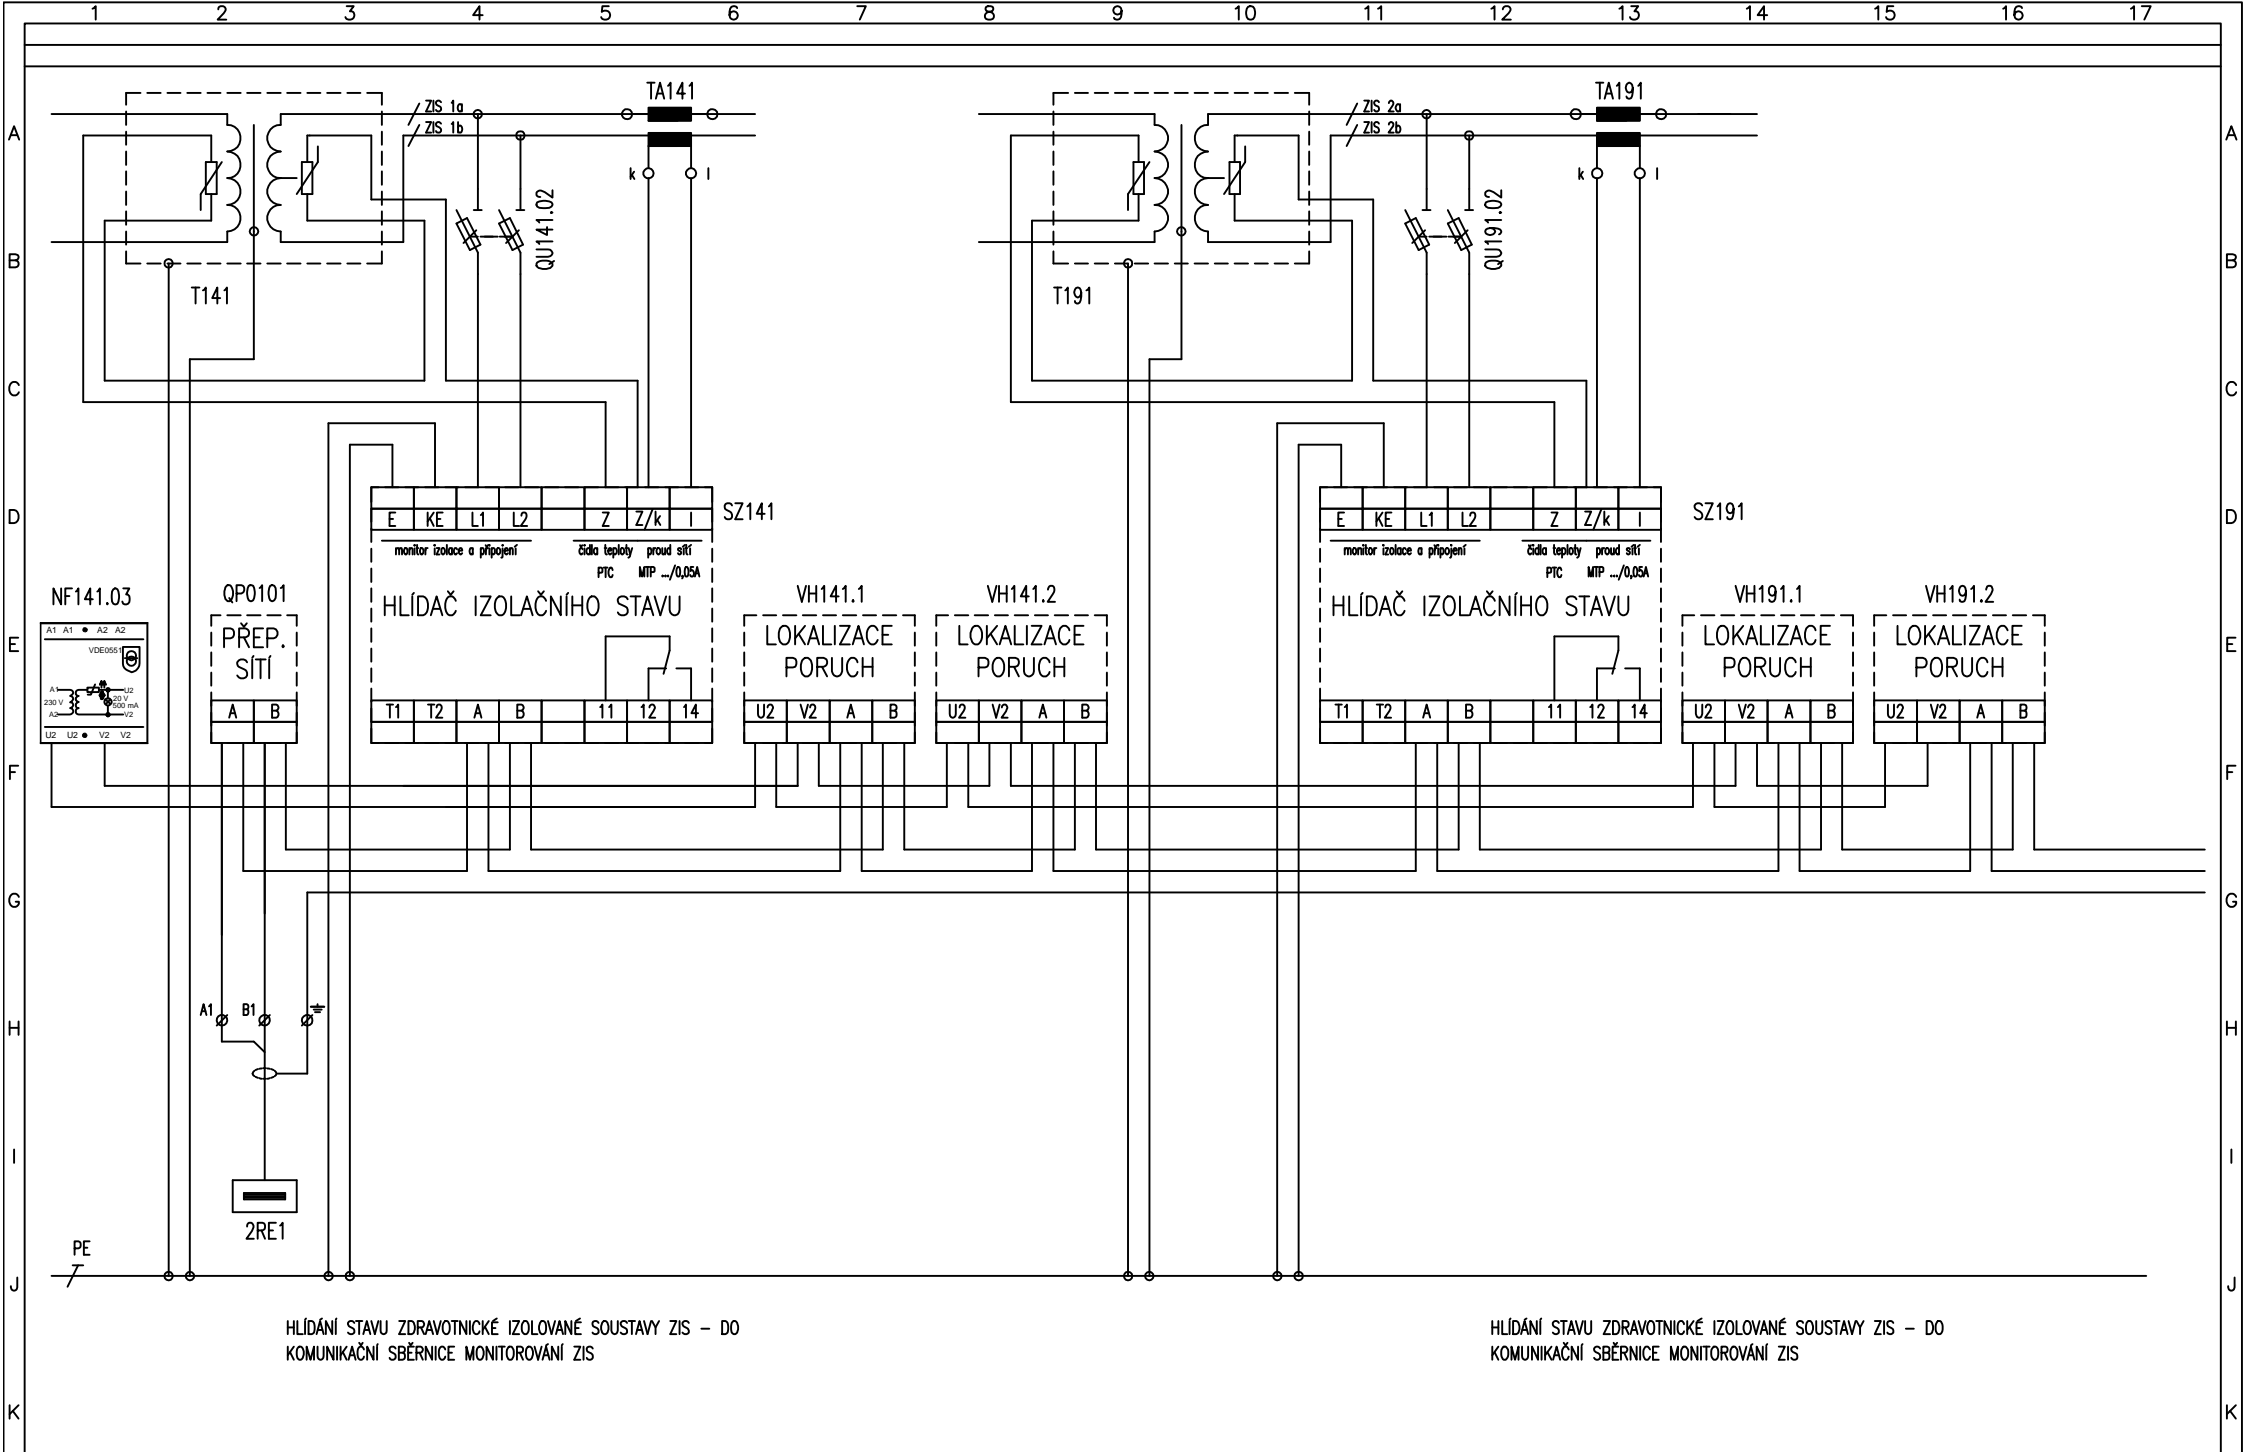 1 2 3 4 5 6 7 8 9 10 11 12 13 14 15 16 17
TA141
TA191
ZIS 1a
ZIS 2a
A
ZIS 1b
ZIS 2b
A
k l
k l
QU141.02
QU191.02
B
B
T141
T191
C
C
D
E KE L1 L2 Z Z/k l
SZ141
E KE L1 L2 Z Z/k l
SZ191
D
monitor izolace a připojení
čidla teploty
proud sítí
monitor izolace a připojení
čidla teploty
proud sítí
PTC
MTP .../0,05A
PTC
MTP .../0,05A
NF141.03
QP0101
HLÍDAČ IZOLAČNÍHO STAVU
VH141.1
VH141.2
HLÍDAČ IZOLAČNÍHO STAVU
VH191.1
VH191.2
A1 A1 A2 A2
E
PŘEP.
SÍTÍ
LOKALIZACE
PORUCH
LOKALIZACE
PORUCH
LOKALIZACE
PORUCH
LOKALIZACE
PORUCH
E
VDE0551
A1
U2
230 V
20 V
500 mA
A2
V2
A B
T1 T2 A B 11 12 14
U2 V2 A B
U2 V2 A B
T1 T2 A B 11 12 14
U2 V2 A B
U2 V2 A B
U2 U2 V2 V2
F
F
G
G
A1 B1
H
H
I
I
2RE1
PE
J
J
HLÍDÁNÍ STAVU ZDRAVOTNICKÉ IZOLOVANÉ SOUSTAVY ZIS – DO
KOMUNIKAČNÍ SBĚRNICE MONITOROVÁNÍ ZIS
HLÍDÁNÍ STAVU ZDRAVOTNICKÉ IZOLOVANÉ SOUSTAVY ZIS – DO
KOMUNIKAČNÍ SBĚRNICE MONITOROVÁNÍ ZIS
K
K